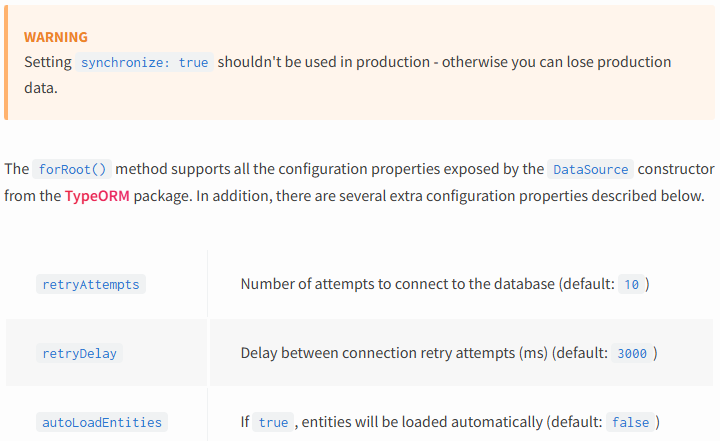 WARNING
Setting synchronize: true shouldn't be used in production - otherwise you can lose production
data.
The forRoot() method supports all the configuration properties exposed by the DataSource constructor
from the TypeORM package. In addition, there are several extra configuration properties described below.
retryAttempts Number of attempts to connect to the database (default: 10 )
retryDelay Delay between connection retry attempts (ms) (default: 3000 )
autoLoadEntities If true , entities will be loaded automatically (default: false )